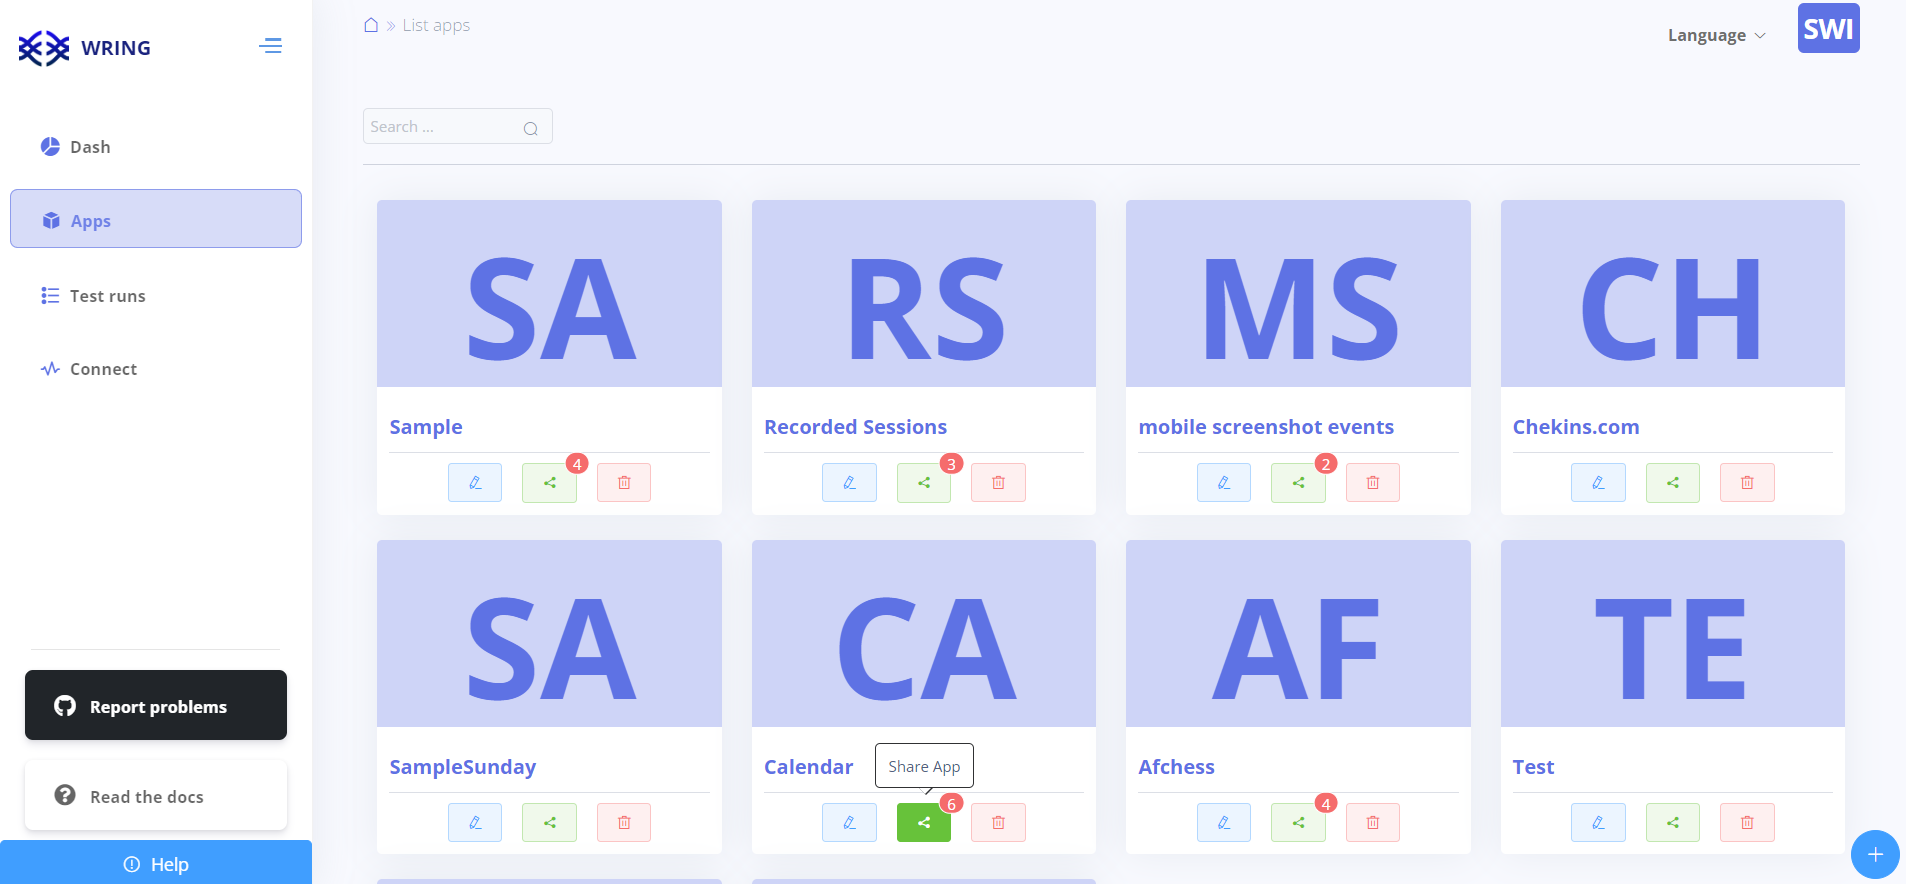 WRING
List apps
Language
SWI
Search ...
Dash
Apps
Test runs
Connect
SA
RS
MS
CH
Sample
Recorded Sessions
mobile screenshot events
Chekins.com
4
3
2
SA
CA
AF
TE
SampleSunday
Calendar
Share App
Afchess
Test
6
4
Report problems
Read the docs
Help